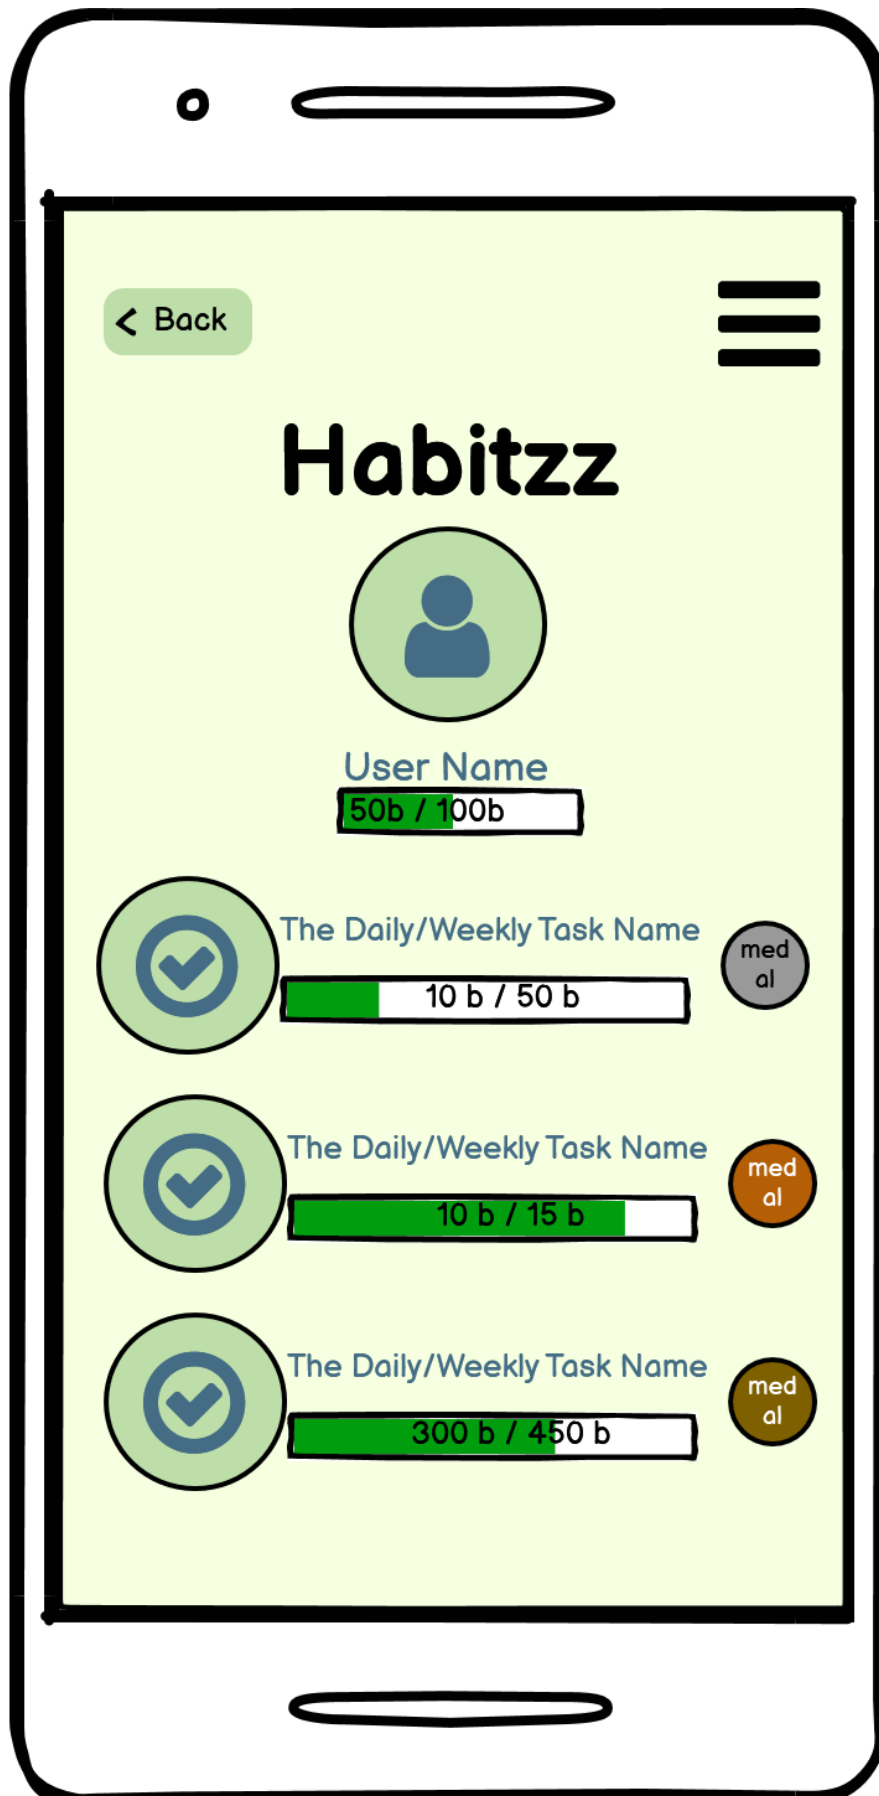 Back
Habitzz
User Name
50b / 100b
The Daily/Weekly Task Name
med
al
10 b / 50 b
The Daily/Weekly Task Name
med
al
10 b / 15 b
The Daily/Weekly Task Name
med
al
300 b / 450 b